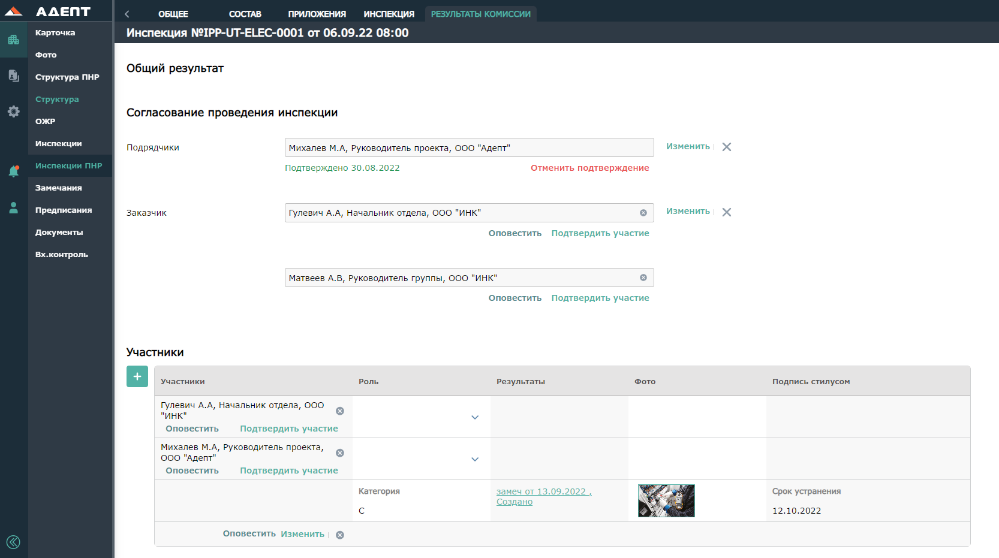 АДЕПТ
ОБЩЕЕ
СОСТАВ
ПРИЛОЖЕНИЯ
ИНСПЕКЦИЯ
РЕЗУЛЬТАТЫ КОМИССИИ
Инспекция №IPP-UT-ELEC-0001 от 06.09.22 08:00
Карточка
Фото
Структура ПНР
Структура
ОЖР
Инспекции
Инспекции ПНР
Замечания
Предписания
Документы
Вх.контроль
Общий результат
Согласование проведения инспекции
Подрядчики
Михалев М.А, Руководитель проекта, ООО "Адепт"
Изменить
Подтверждено 30.08.2022
Отменить подтверждение
Заказчик
Гулевич А.А, Начальник отдела, ООО "ИНК"
Изменить
Оповестить
Подтвердить участие
Матвеев А.В, Руководитель группы, ООО "ИНК"
Оповестить
Подтвердить участие
Участники
Участники
Роль
Результаты
Фото
Подпись стилусом
Гулевич А.А, Начальник отдела, ООО
"ИНК"
Оповестить
Подтвердить участие
Михалев М.А, Руководитель проекта,
ООО "Адепт"
Оповестить
Подтвердить участие
Категория
С
замеч от 13.09.2022 ,
Создано
Срок устранения
12.10.2022
Оповестить
Изменить